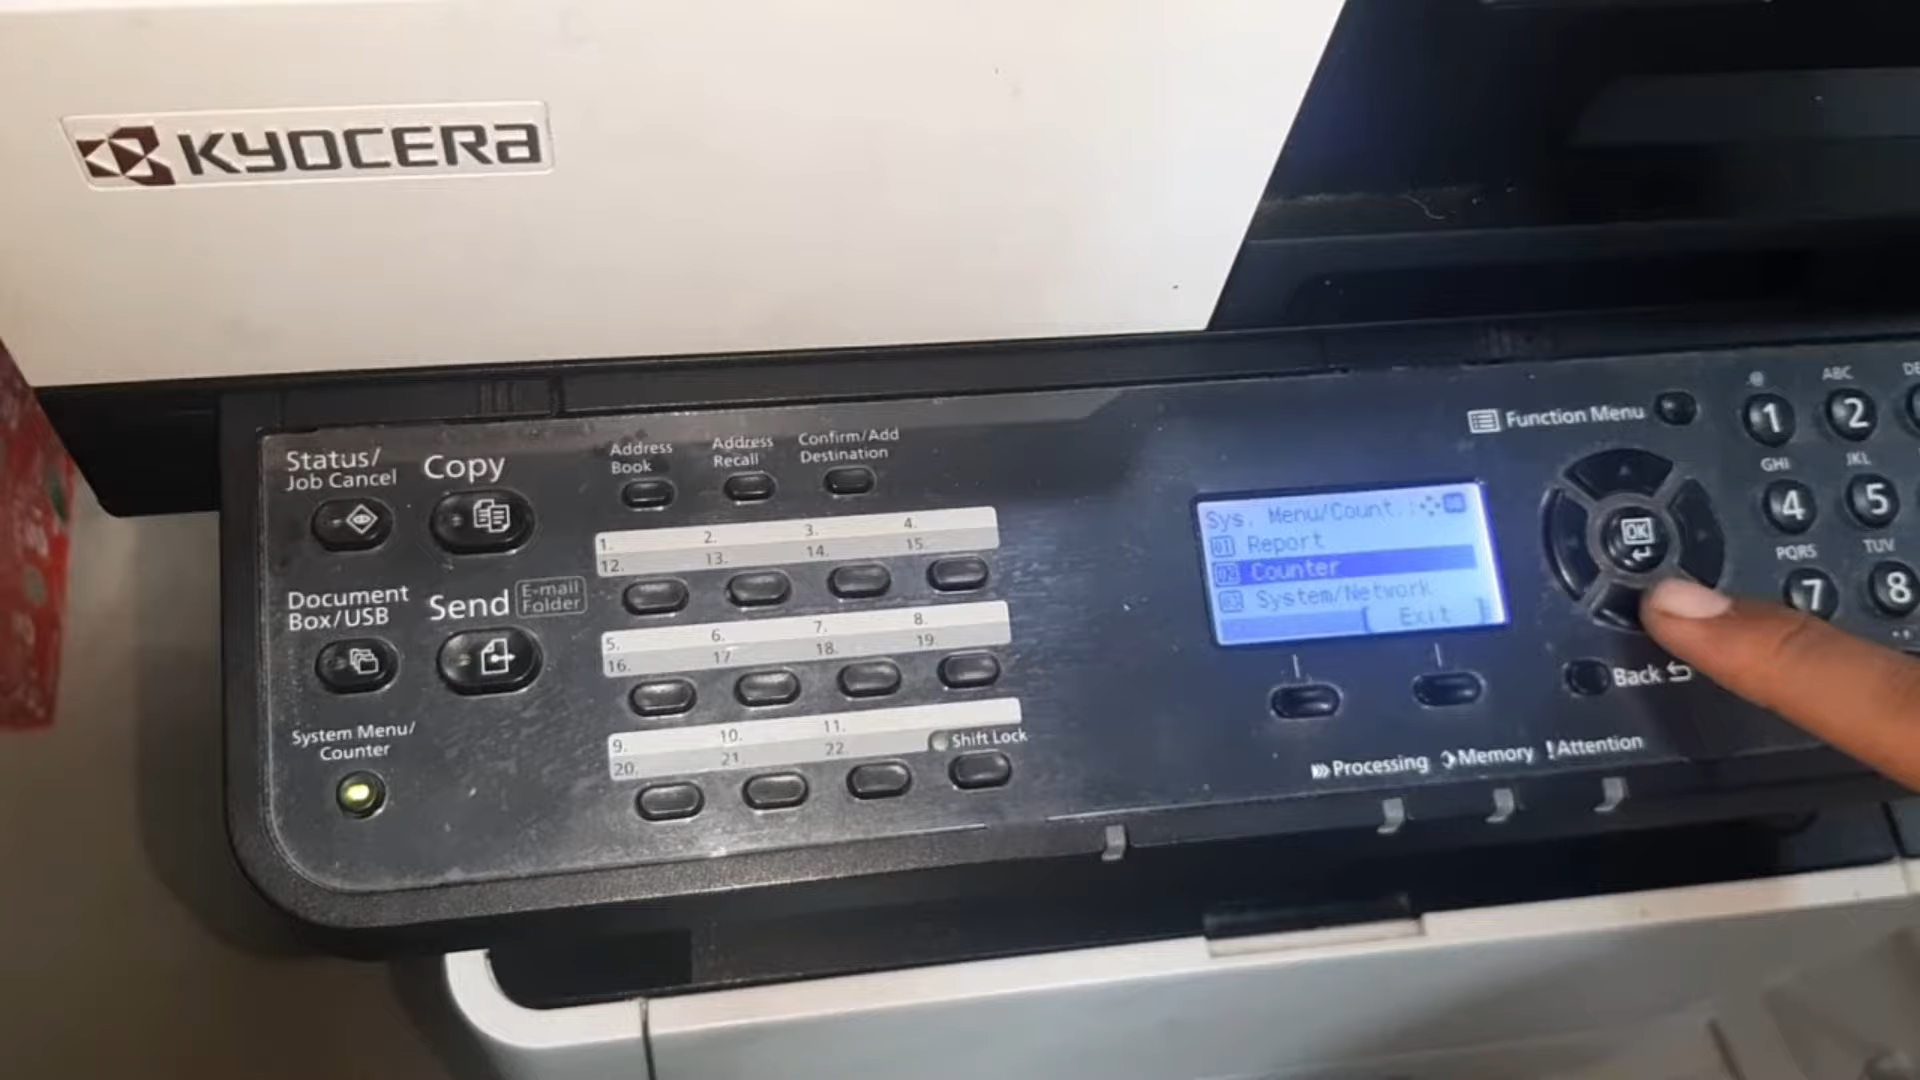 KYOCERA
Status/
Job Cancel
Copy
Address
Book
Address
Recall
Confirm/Add
Destination
1. 2. 3. 4.
12. 13. 14. 15.
Document
Box/USB
Send
E-mail
Folder
5. 6. 7. 8.
16. 17. 18. 19.
System Menu/
Counter
9. 10. 11.
20. 21. 22.
Shift Lock
Sys. Menu/Count.:
01 Report
02 Counter
03 System/Network
Exit
Function Menu
OK
Back
Processing Memory !Attention
1 ABC 2
GHI 4 JKL 5
PQRS 7 TUV 8